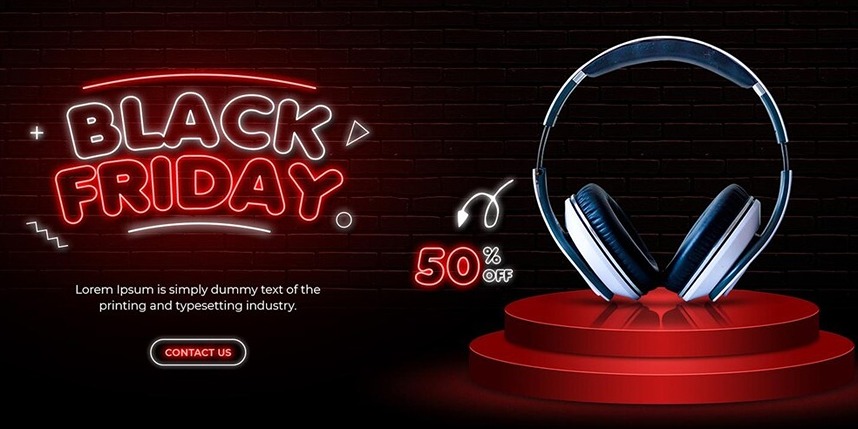 BLACK
FRIDAY
50% OFF
Lorem Ipsum is simply dummy text of the
printing and typesetting industry.
CONTACT US